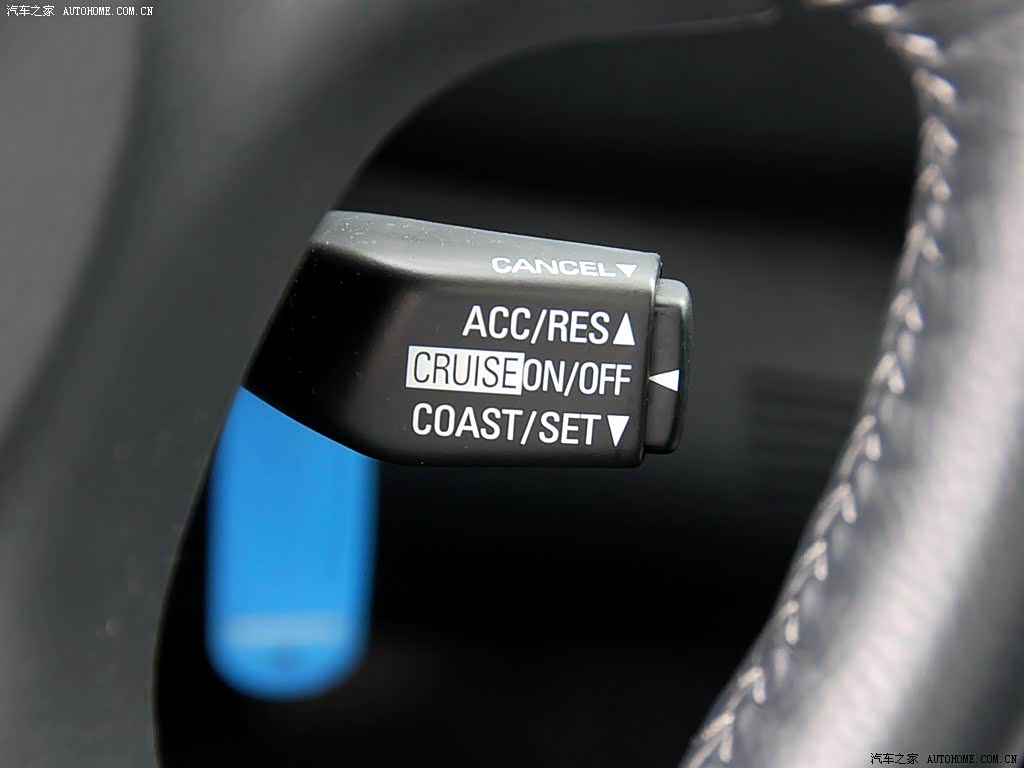 汽车之家 AUTOHOME.COM.CN
CANCEL▼
ACC/RES▲
CRUISE ON/OFF ◀
COAST/SET▼
汽车之家 AUTOHOME.COM.CN